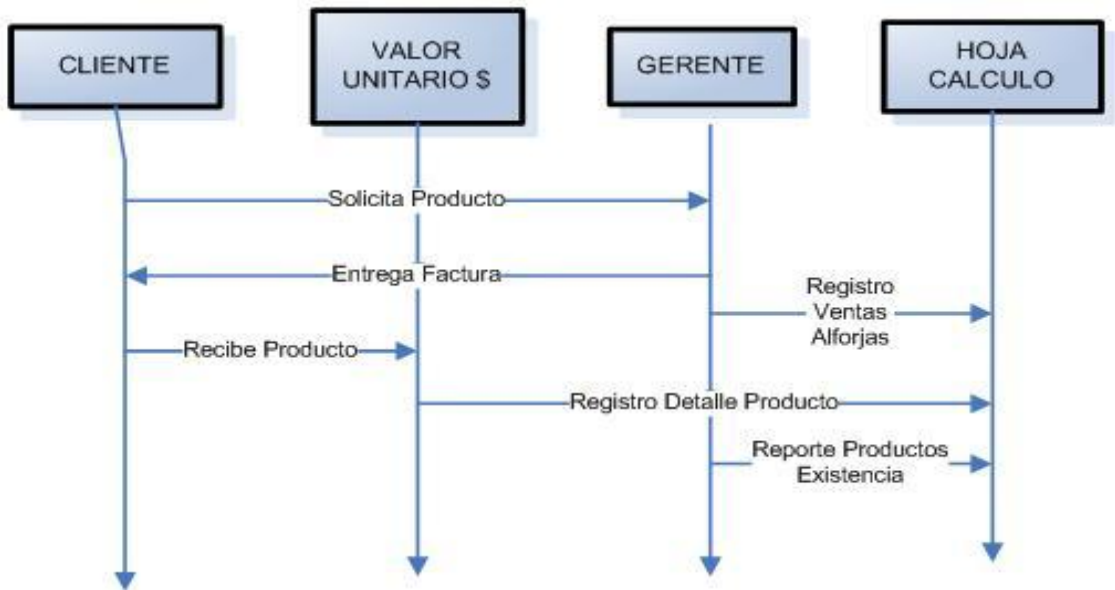 CLIENTE
VALOR
UNITARIO $
GERENTE
HOJA
CALCULO
Solicita Producto
Entrega Factura
Registro
Ventas
Alforjas
Recibe Producto
Registro Detalle Producto
Reporte Productos
Existencia